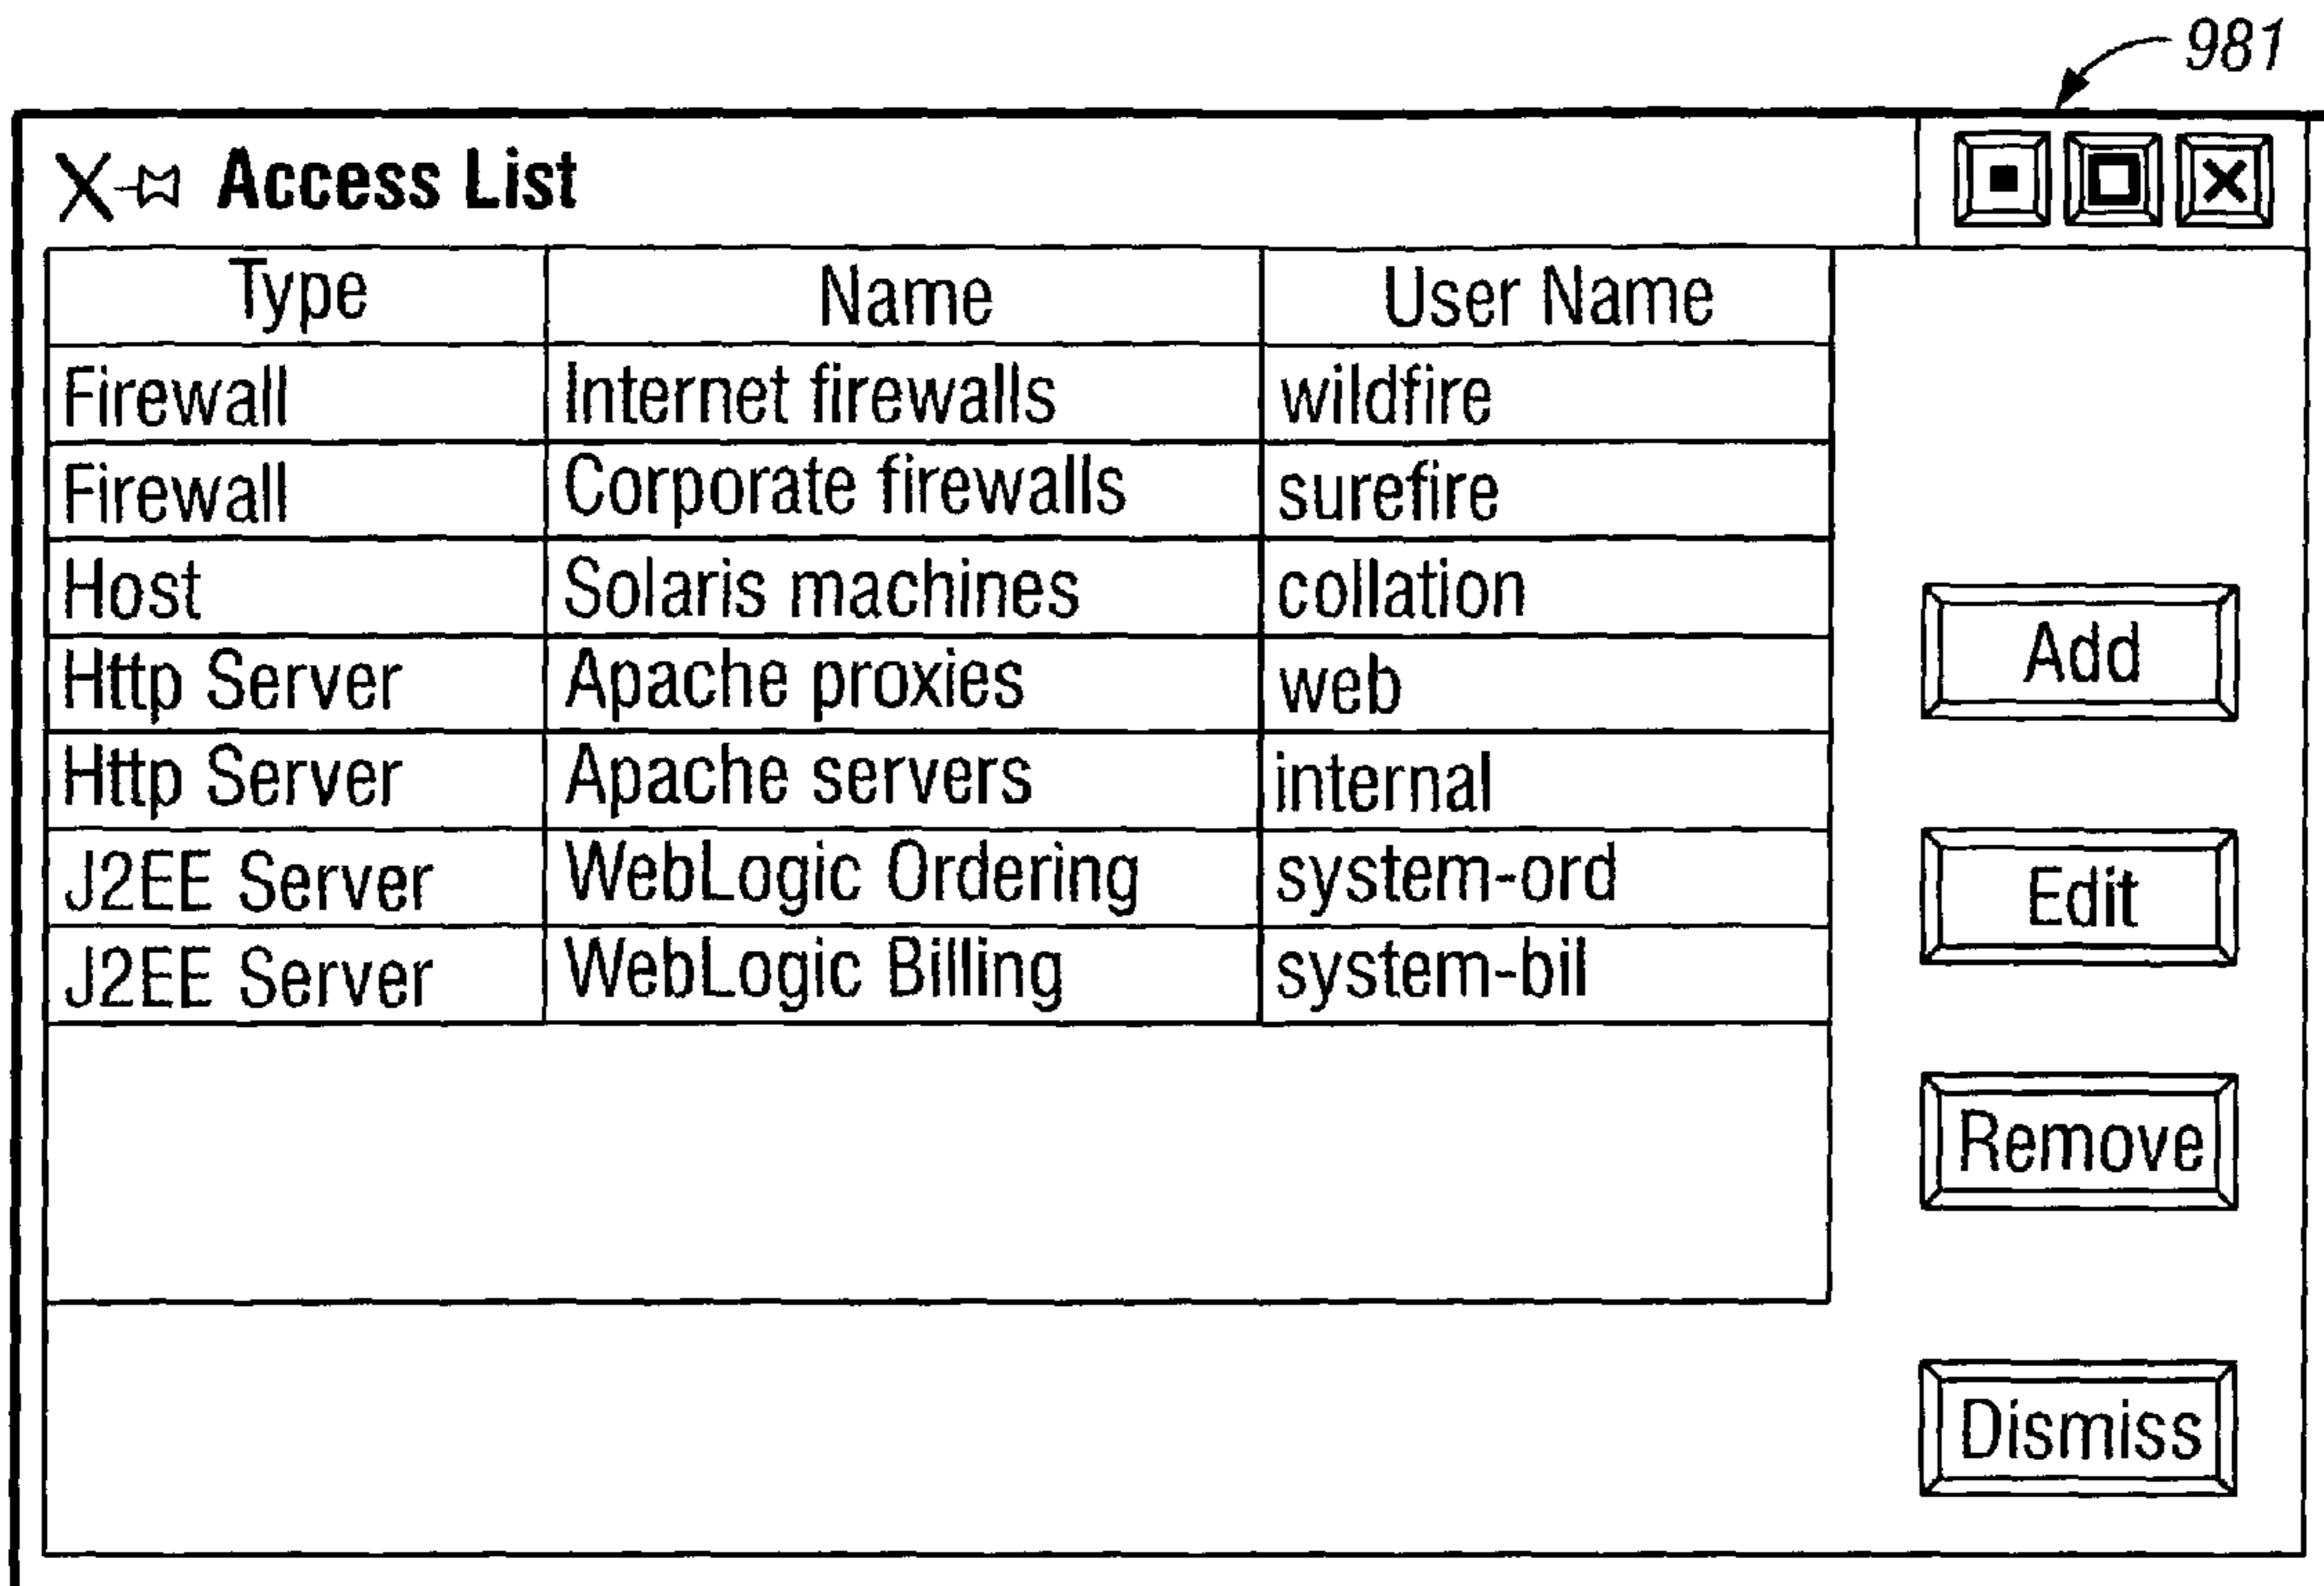 981
Access List
Type Name User Name
Firewall Internet firewalls wildfire
Firewall Corporate firewalls surefire
Host Solaris machines collation
Http Server Apache proxies web
Http Server Apache servers internal
J2EE Server WebLogic Ordering system-ord
J2EE Server WebLogic Billing system-bil
Add
Edit
Remove
Dismiss